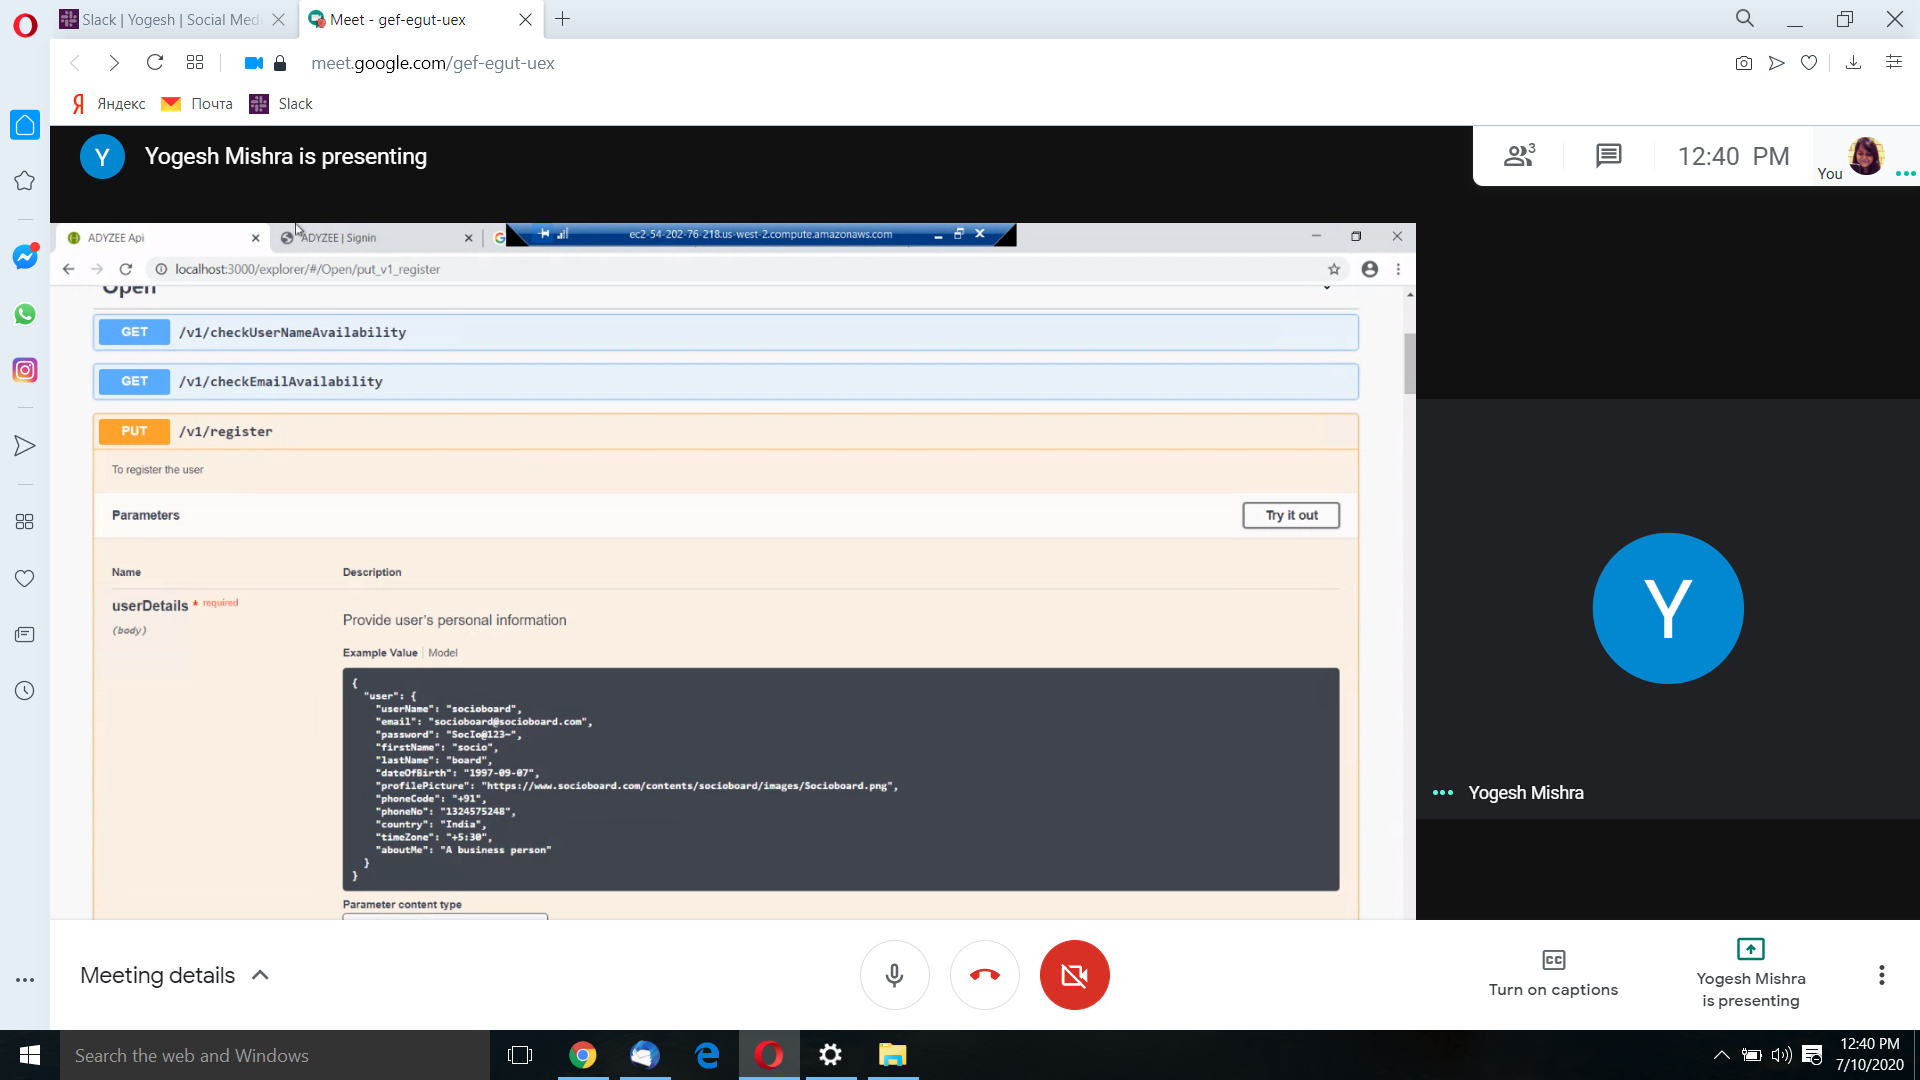 Slack | Yogesh | Social Med
Meet - gef-egut-uex
meet.google.com/gef-egut-uex
Яндекс
Почта
Slack
Y
Yogesh Mishra is presenting
3
12:40 PM
You
ADYZEE Api
ADYZEE | Signin
ec2-54-202-76-218.us-west-2.compute.amazonaws.com
localhost:3000/explorer/#/Open/put_v1_register
Open
GET /v1/checkUserNameAvailability
GET /v1/checkEmailAvailability
PUT /v1/register
To register the user
Parameters
Try it out
Name
Description
userDetails * required
(body)
Provide user's personal information
Example Value | Model
{
"user": {
"userName": "socioboard",
"email": "socioboard@socioboard.com",
"password": "SocIo@123~",
"firstName": "socio",
"lastName": "board",
"dateOfBirth": "1997-09-07",
"profilePicture": "https://www.socioboard.com/contents/socioboard/images/Socioboard.png",
"phoneCode": "+91",
"phoneNo": "1324575248",
"country": "India",
"timeZone": "+5:30",
"aboutMe": "A business person"
}
}
Parameter content type
Y
Yogesh Mishra
Meeting details
Turn on captions
Yogesh Mishra
is presenting
Search the web and Windows
12:40 PM
7/10/2020